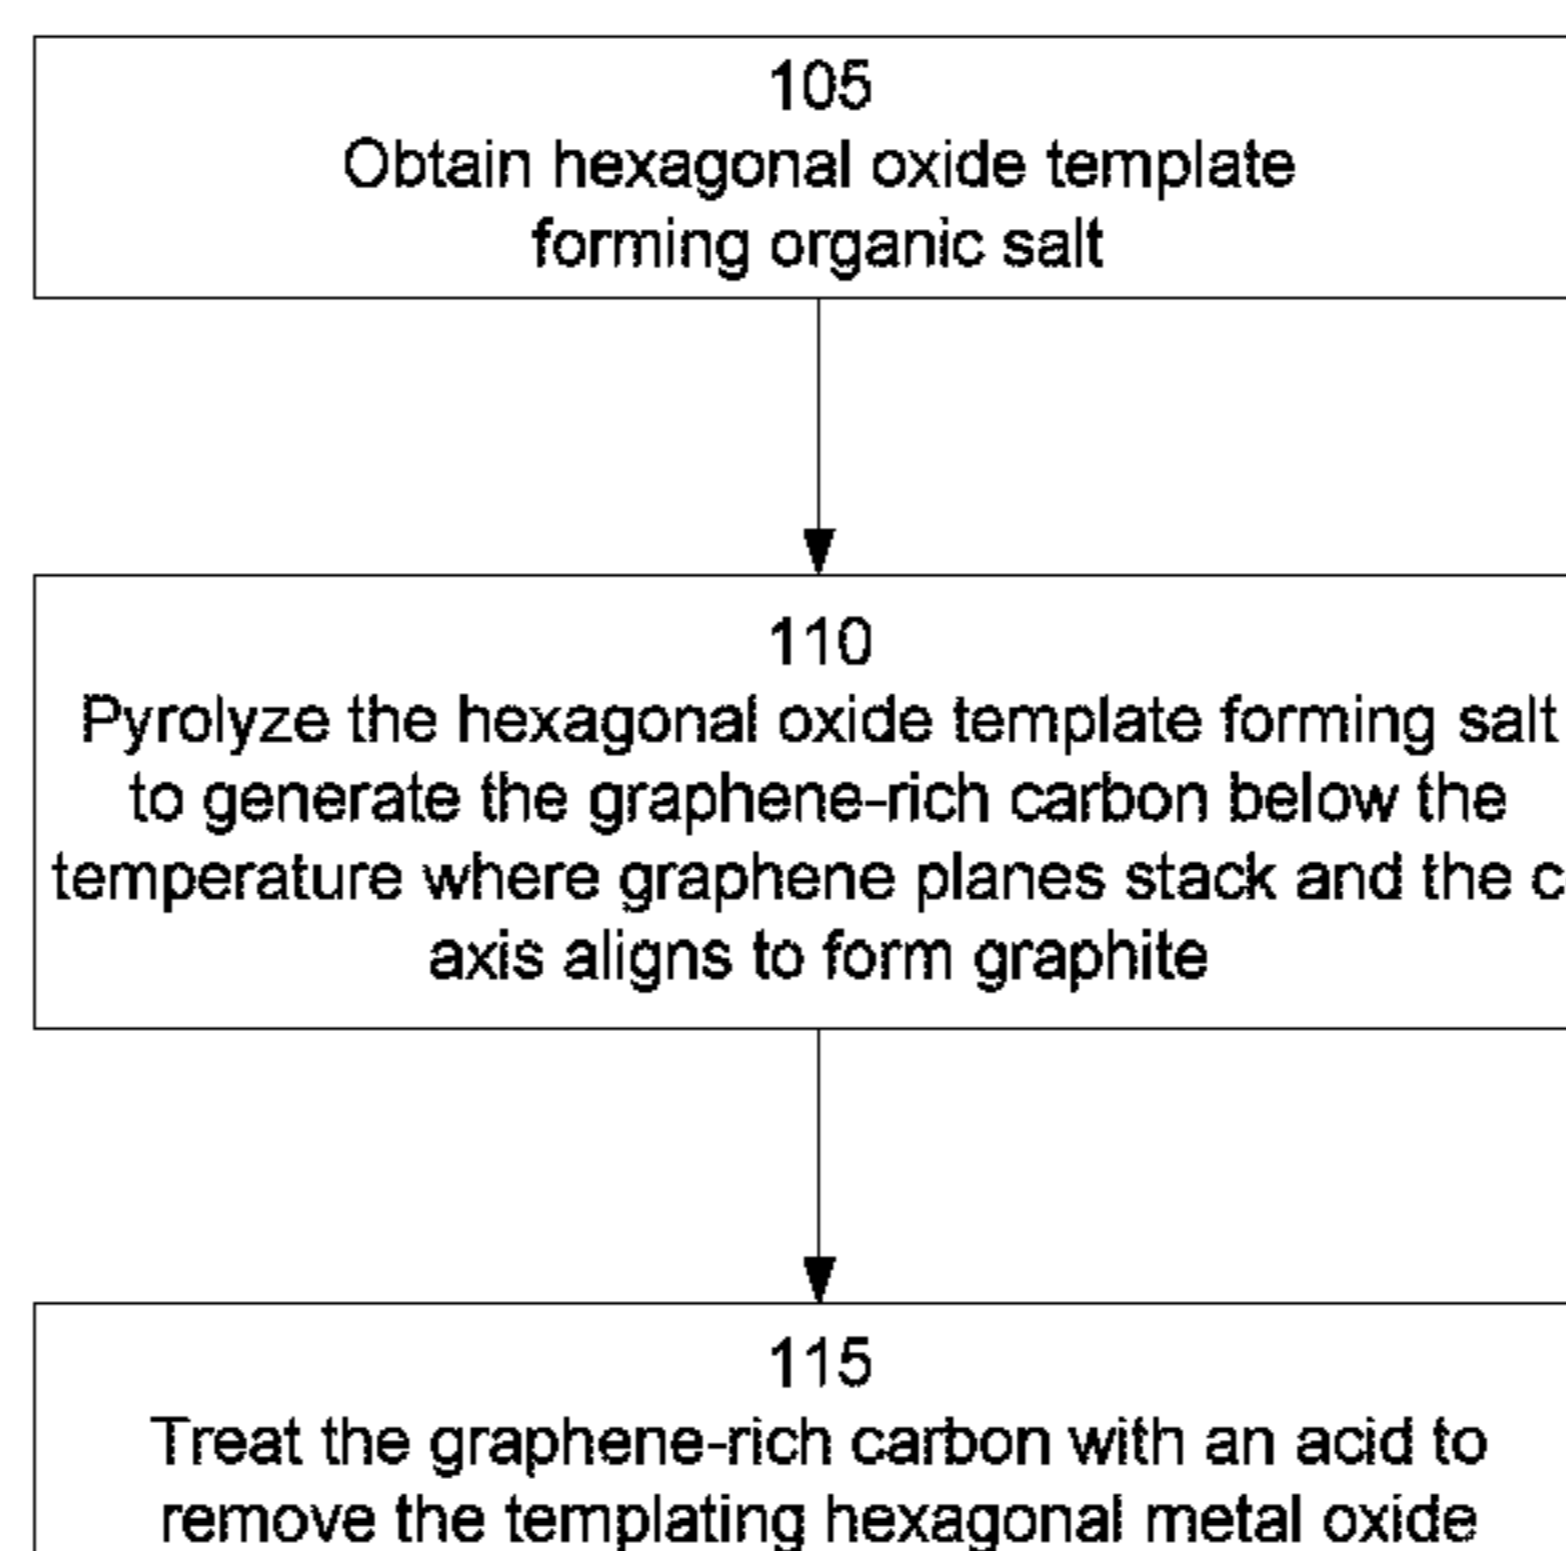 105
Obtain hexagonal oxide template
forming organic salt
110
Pyrolyze the hexagonal oxide template forming salt
to generate the graphene-rich carbon below the
temperature where graphene planes stack and the c
axis aligns to form graphite
115
Treat the graphene-rich carbon with an acid to
remove the templating hexagonal metal oxide